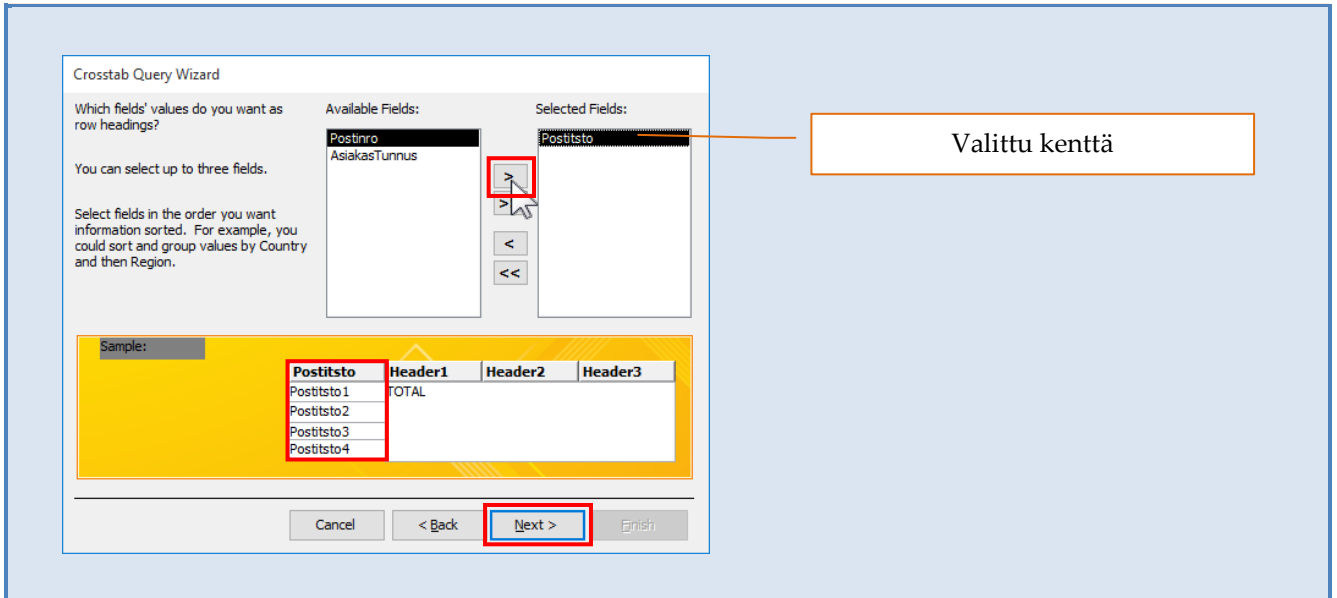 Crosstab Query Wizard
Which fields' values do you want as
row headings?
You can select up to three fields.
Select fields in the order you want
information sorted. For example, you
could sort and group values by Country
and then Region.
Available Fields:
Postinro
AsiakasTunnus
>
>
<
<<
Selected Fields:
Postitsto
Valittu kenttä
Sample:
Postitsto Header1 Header2 Header3
Postitsto1 TOTAL
Postitsto2
Postitsto3
Postitsto4
Cancel < Back Next > Finish